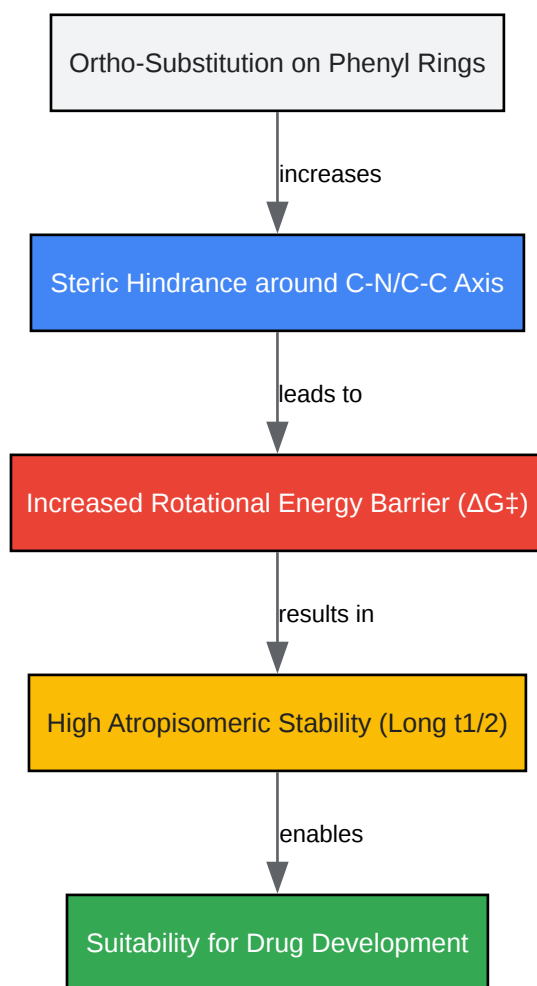 Ortho-Substitution on Phenyl Rings
increases
Steric Hindrance around C-N/C-C Axis
leads to
Increased Rotational Energy Barrier (ΔG‡)
results in
High Atropisomeric Stability (Long t1/2)
enables
Suitability for Drug Development